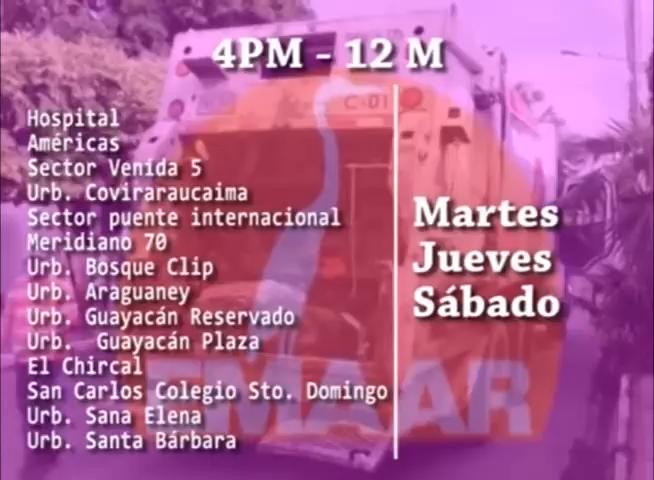 4PM - 12 M
Hospital
Américas
Sector Venida 5
Urb. Coviraraucaima
Sector puente internacional
Meridiano 70
Urb. Bosque Clip
Urb. Araguaney
Urb. Guayacán Reservado
Urb.  Guayacán Plaza
El Chircal
San Carlos Colegio Sto. Domingo
Urb. Sana Elena
Urb. Santa Bárbara
Martes
Jueves
Sábado
C-01
EMAAR